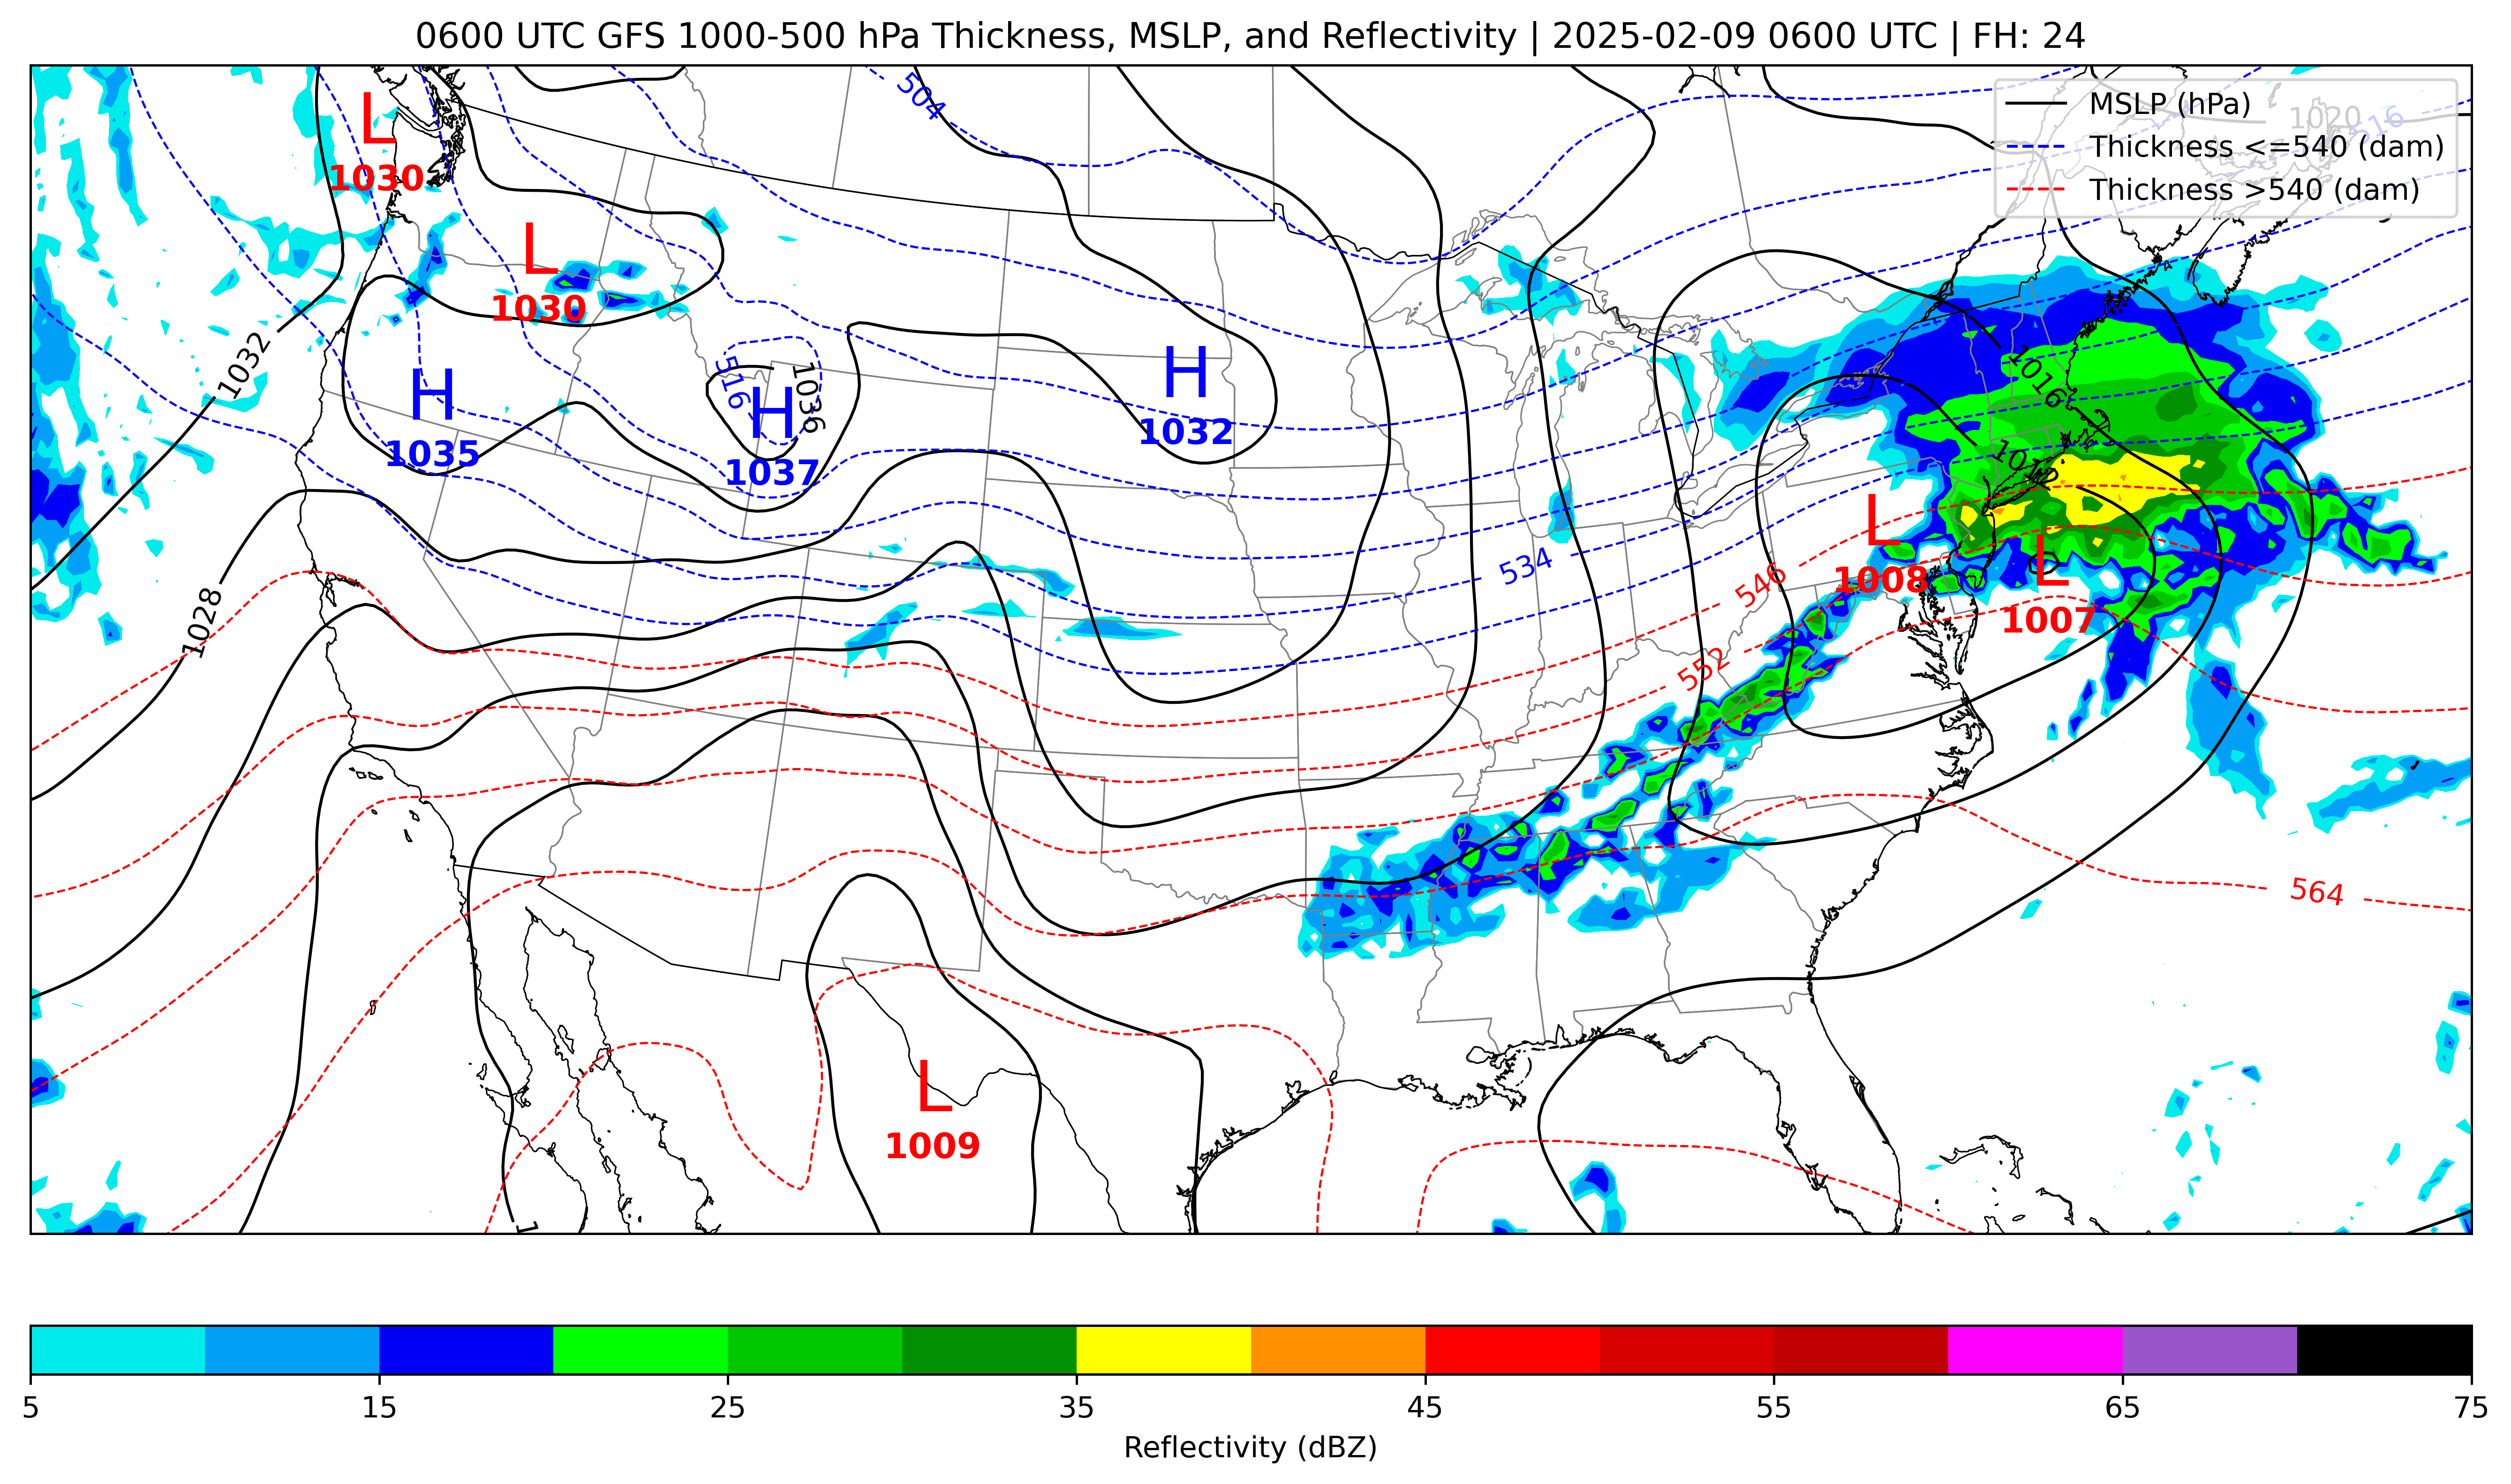 0600 UTC GFS 1000-500 hPa Thickness, MSLP, and Reflectivity | 2025-02-09 0600 UTC | FH: 24
504
MSLP (hPa)
1020
516
Thickness <=540 (dam)
Thickness >540 (dam)
L
1030
L
1030
1032
H
1035
516
H
1037
1036
H
1032
1016
1012
L
1008
L
1007
534
546
552
1028
564
L
1009
1
5
15
25
35
45
55
65
75
Reflectivity (dBZ)